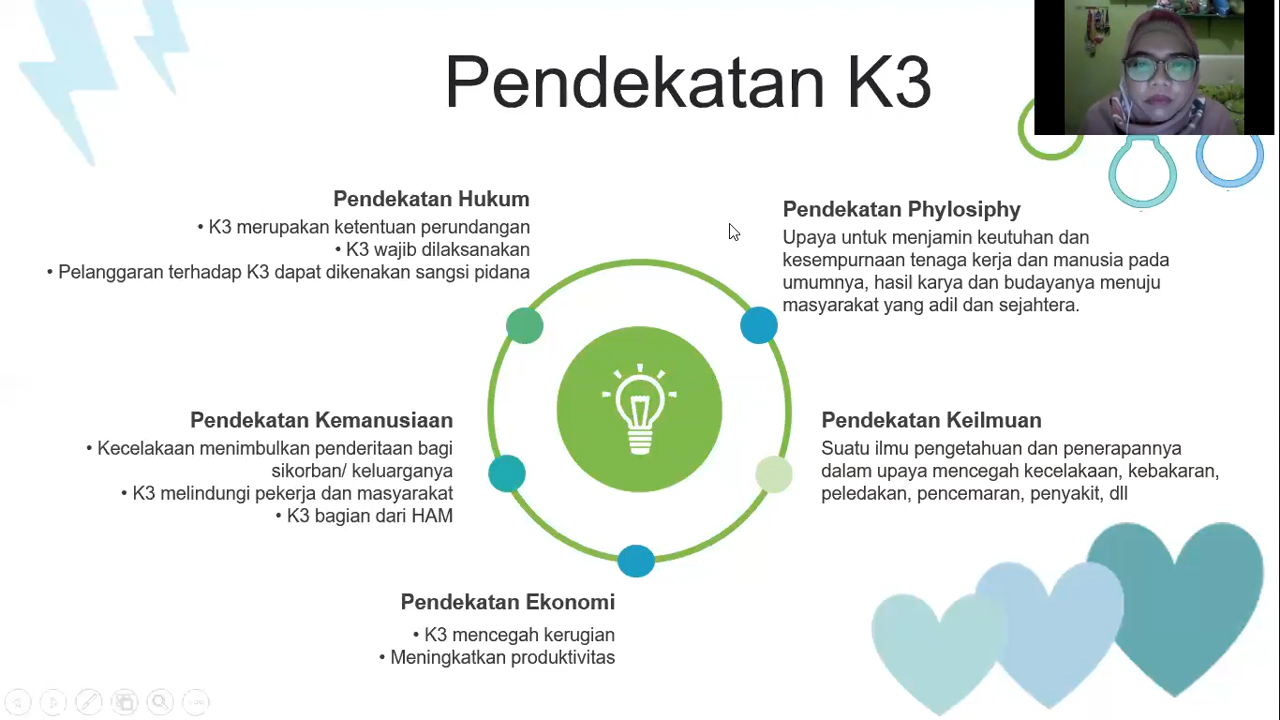 Pendekatan K3
Pendekatan Hukum
• K3 merupakan ketentuan perundangan
• K3 wajib dilaksanakan
• Pelanggaran terhadap K3 dapat dikenakan sangsi pidana
Pendekatan Phylosiphy
Upaya untuk menjamin keutuhan dan
kesempurnaan tenaga kerja dan manusia pada
umumnya, hasil karya dan budayanya menuju
masyarakat yang adil dan sejahtera.
Pendekatan Kemanusiaan
• Kecelakaan menimbulkan penderitaan bagi
sikorban/ keluarganya
• K3 melindungi pekerja dan masyarakat
• K3 bagian dari HAM
Pendekatan Keilmuan
Suatu ilmu pengetahuan dan penerapannya
dalam upaya mencegah kecelakaan, kebakaran,
peledakan, pencemaran, penyakit, dll
Pendekatan Ekonomi
• K3 mencegah kerugian
• Meningkatkan produktivitas